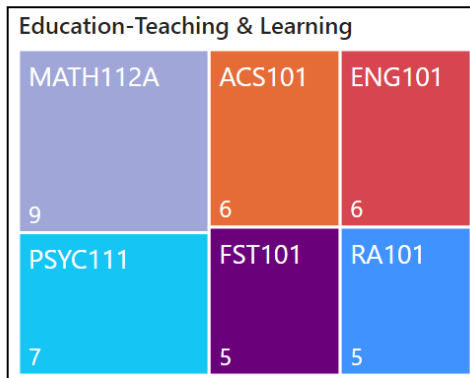 Education-Teaching & Learning
MATH112A
9
ACS101
6
ENG101
6
PSYC111
7
FST101
5
RA101
5